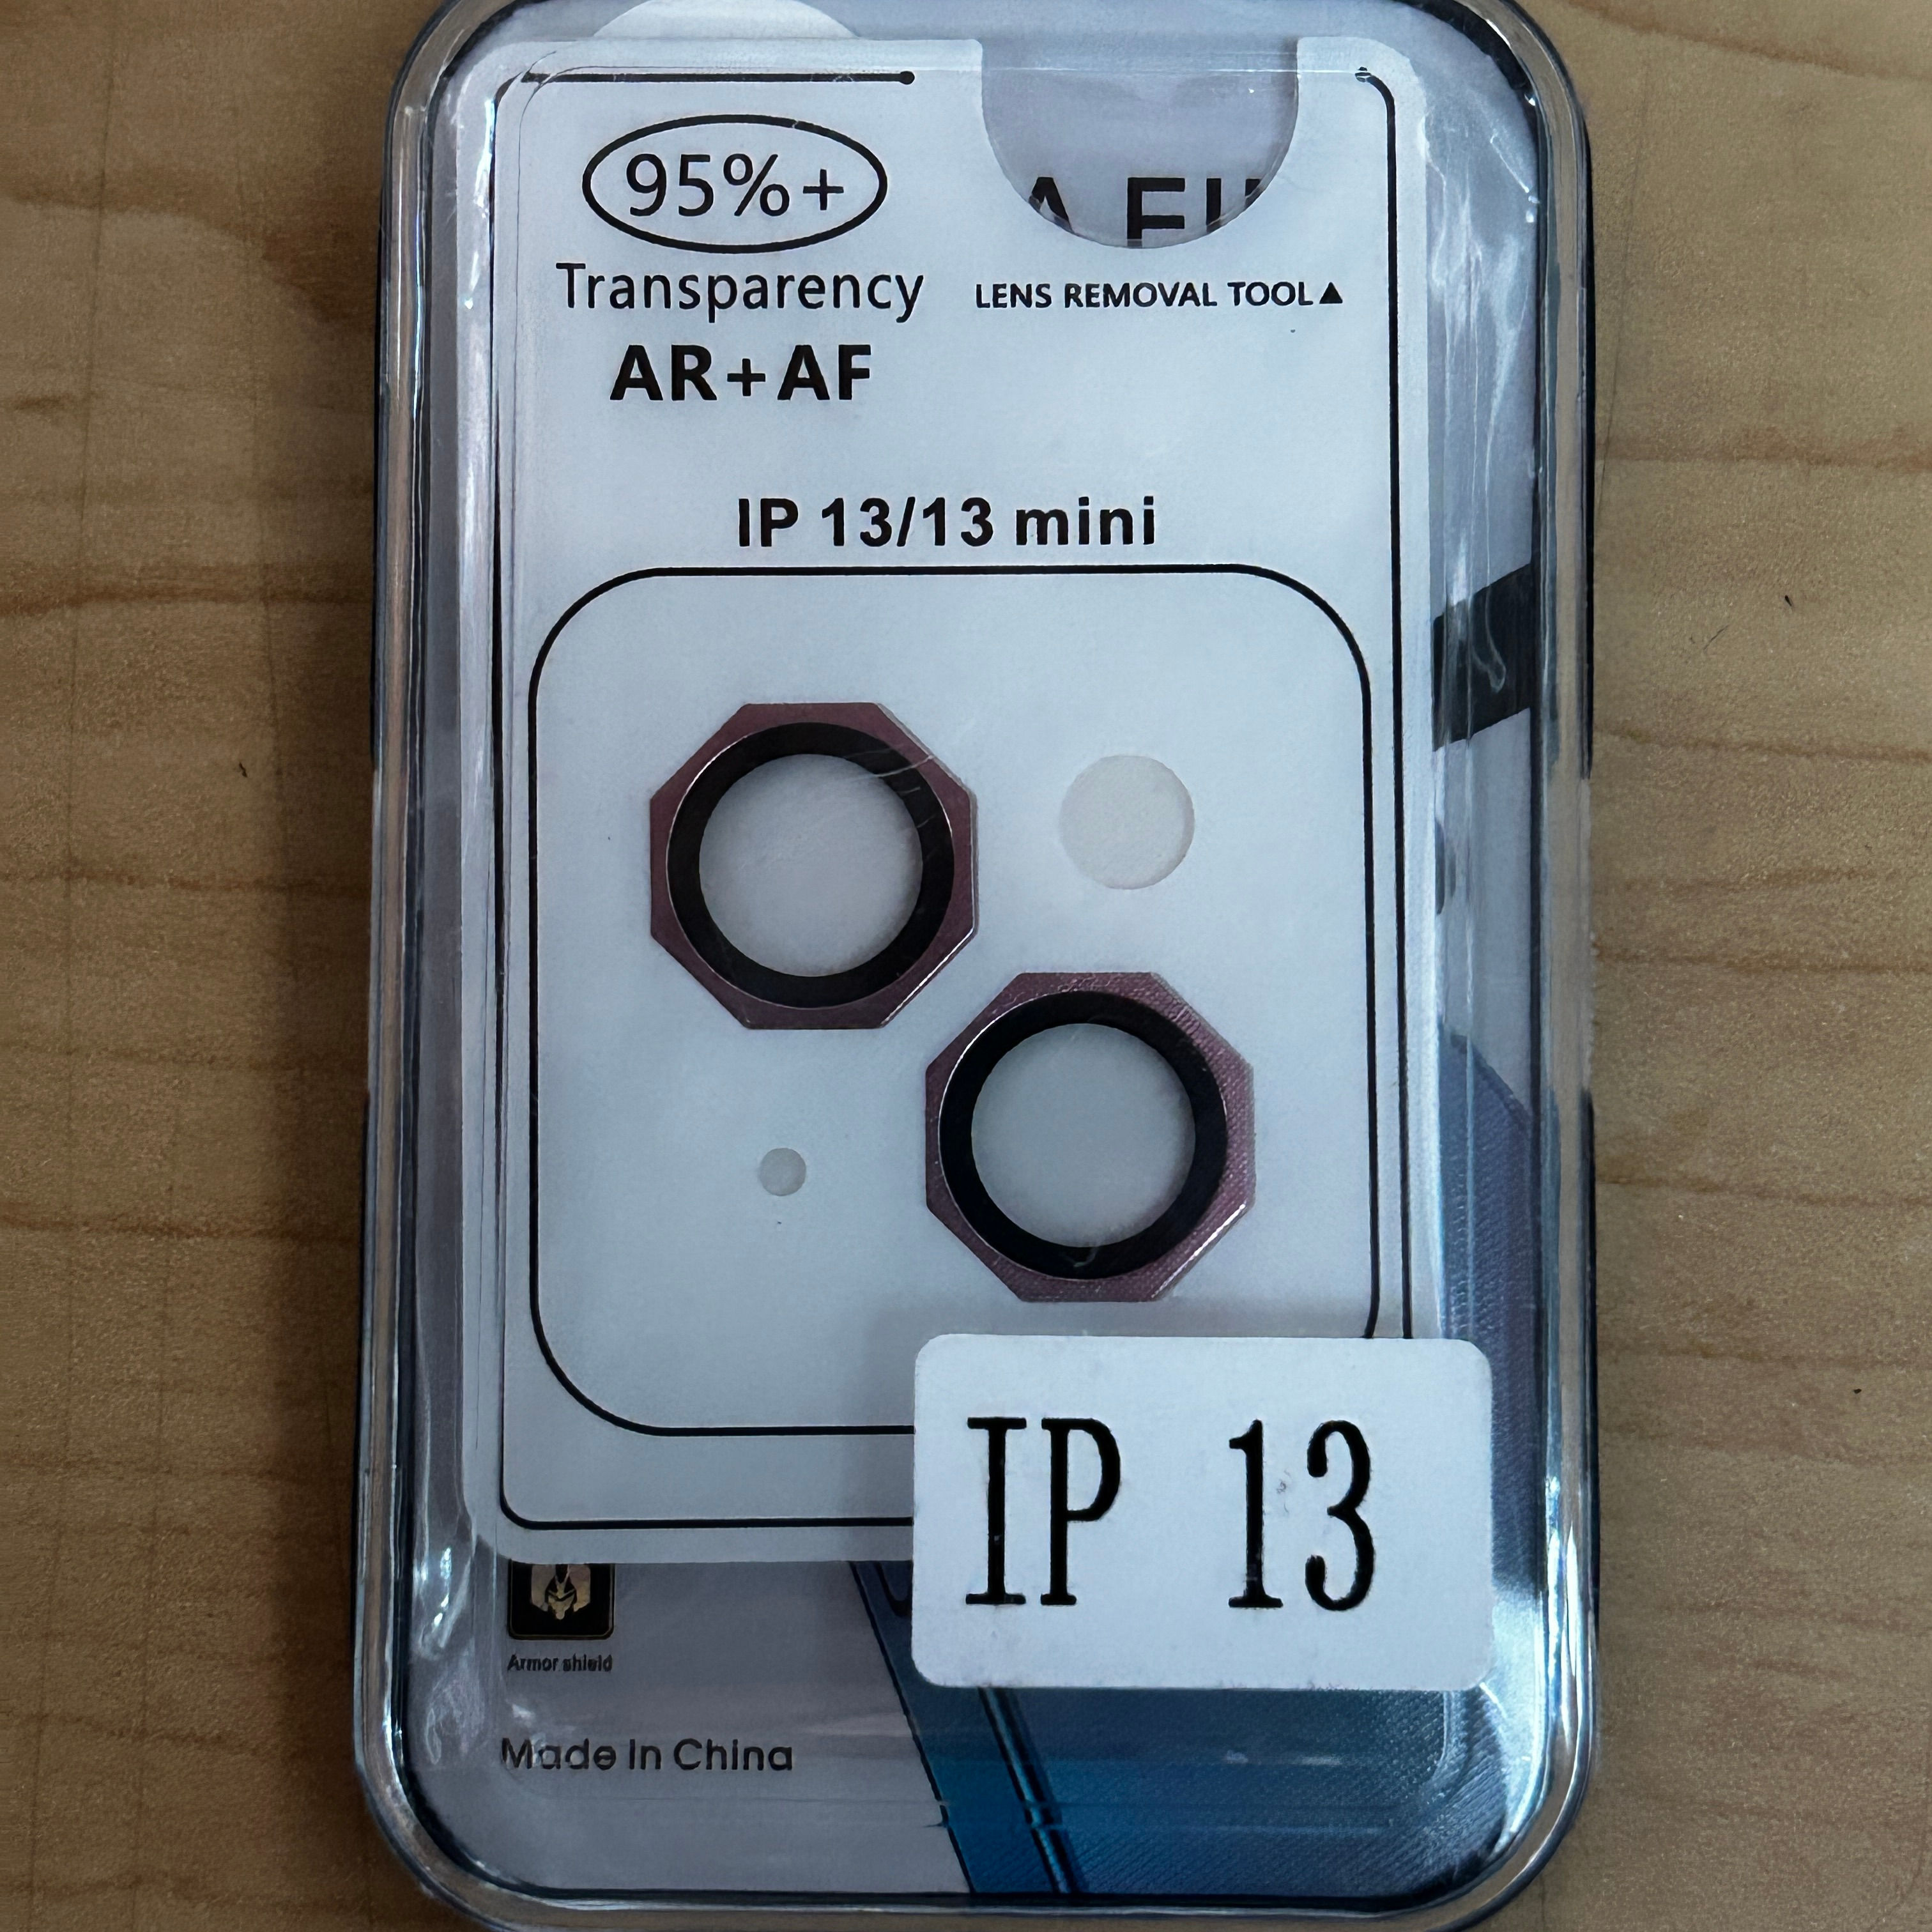 95%+
Transparency
LENS REMOVAL TOOL▲
AR+AF
IP 13/13 mini
IP 13
Armor shield
Made In China